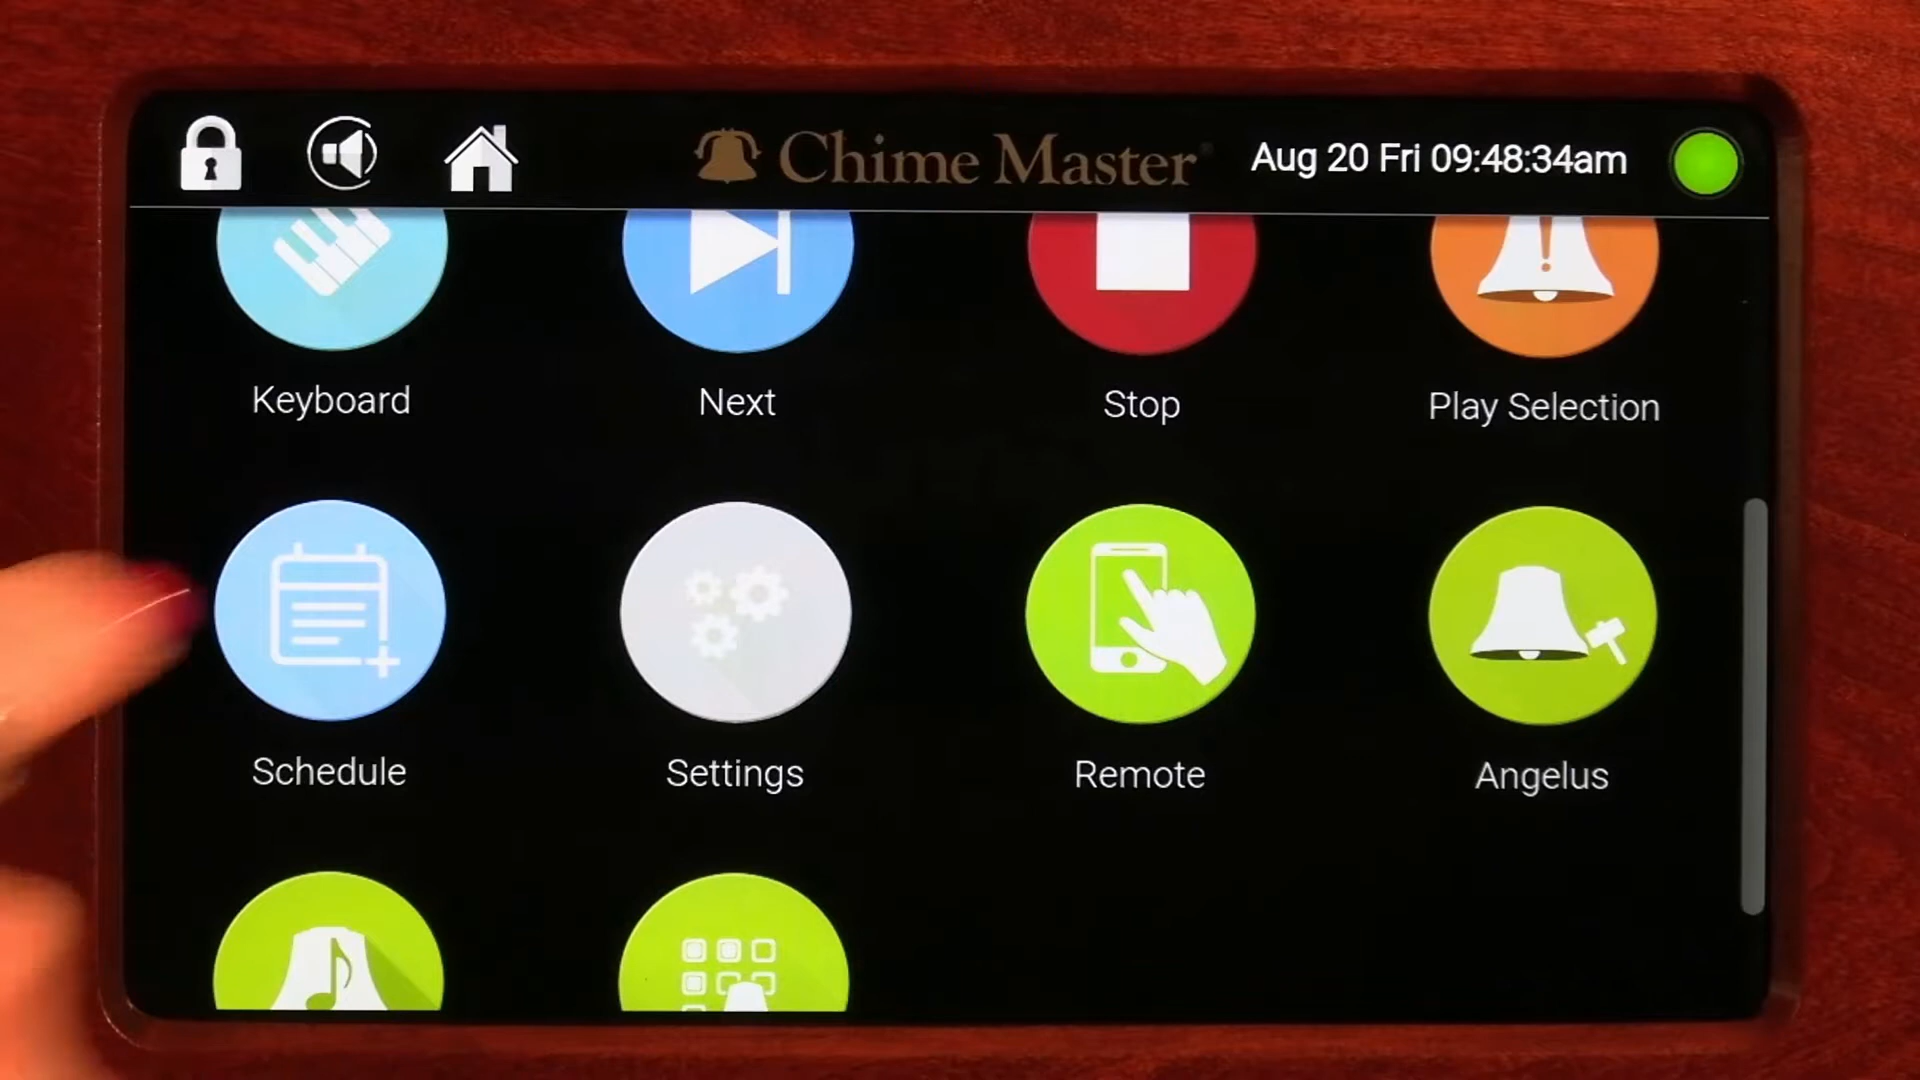 Chime Master
Aug 20 Fri 09:48:34am
Keyboard
Next
Stop
Play Selection
Schedule
Settings
Remote
Angelus